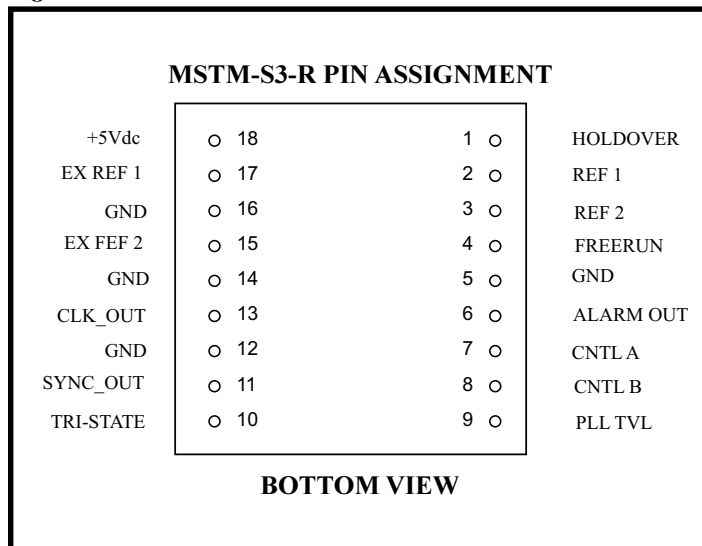 MSTM-S3-R PIN ASSIGNMENT
+5Vdc 18 1 HOLDOVER
EX REF 1 17 2 REF 1
GND 16 3 REF 2
EX FEF 2 15 4 FREERUN
GND 14 5 GND
CLK_OUT 13 6 ALARM OUT
GND 12 7 CNTL A
SYNC_OUT 11 8 CNTL B
TRI-STATE 10 9 PLL TVL
BOTTOM VIEW